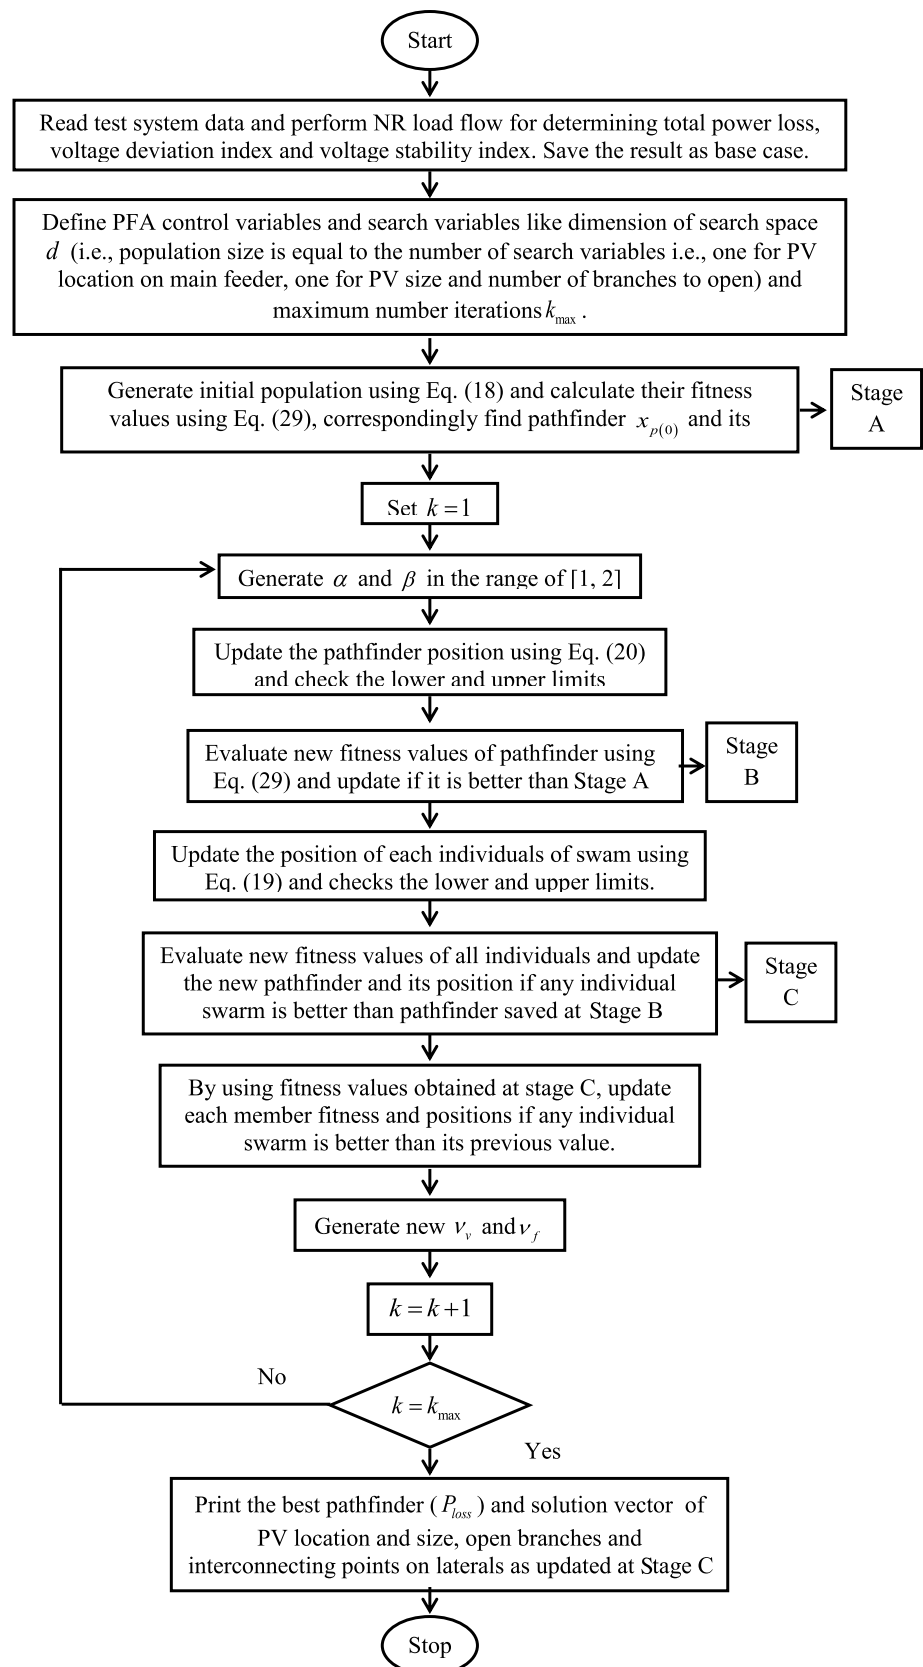 Start
Read test system data and perform NR load flow for determining total power loss,
voltage deviation index and voltage stability index. Save the result as base case.
Define PFA control variables and search variables like dimension of search space
d (i.e., population size is equal to the number of search variables i.e., one for PV
location on main feeder, one for PV size and number of branches to open) and
maximum number iterations k_max .
Generate initial population using Eq. (18) and calculate their fitness
values using Eq. (29), correspondingly find pathfinder x_p(0) and its
Stage
A
Set k = 1
Generate α and β in the range of [1, 2]
Update the pathfinder position using Eq. (20)
and check the lower and upper limits
Evaluate new fitness values of pathfinder using
Eq. (29) and update if it is better than Stage A
Stage
B
Update the position of each individuals of swam using
Eq. (19) and checks the lower and upper limits.
Evaluate new fitness values of all individuals and update
the new pathfinder and its position if any individual
swarm is better than pathfinder saved at Stage B
Stage
C
By using fitness values obtained at stage C, update
each member fitness and positions if any individual
swarm is better than its previous value.
Generate new ν_v and ν_f
k = k + 1
No
k = k_max
Yes
Print the best pathfinder (P_loss) and solution vector of
PV location and size, open branches and
interconnecting points on laterals as updated at Stage C
Stop